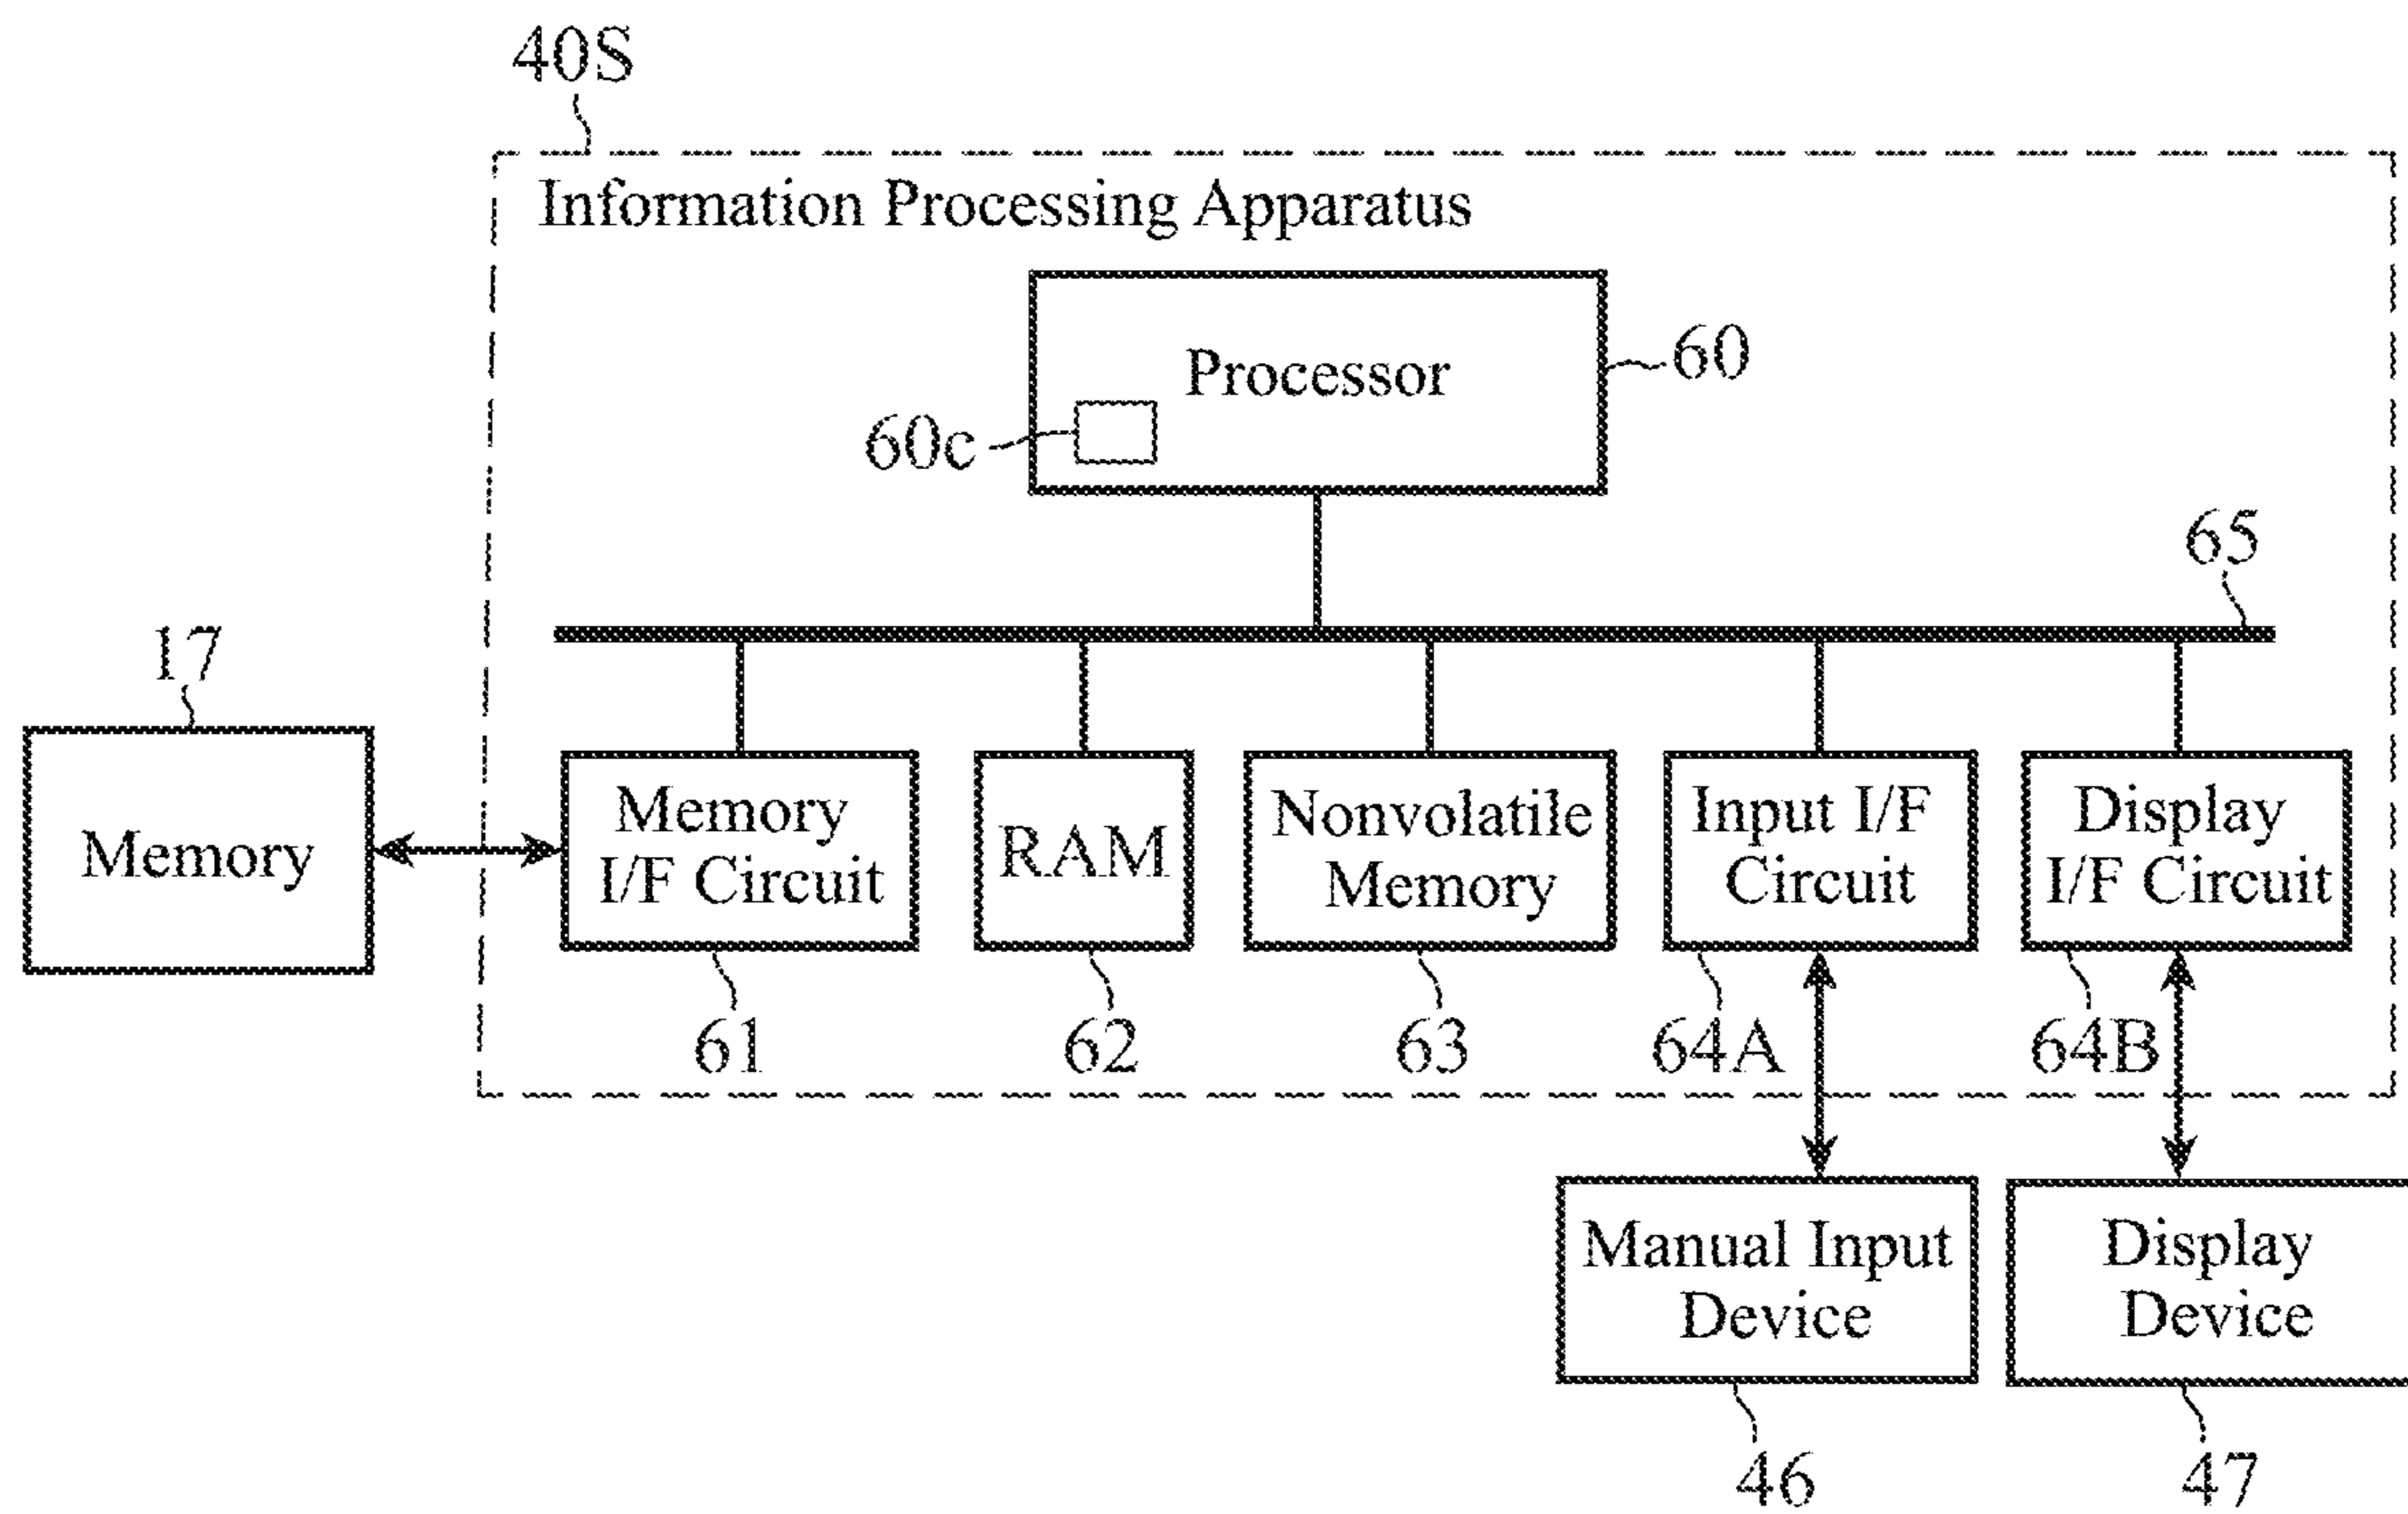 40S
Information Processing Apparatus
Processor
60
60c
65
17
Memory
Memory
I/F Circuit
RAM
Nonvolatile
Memory
Input I/F
Circuit
Display
I/F Circuit
61
62
63
64A
64B
Manual Input
Device
Display
Device
46
47